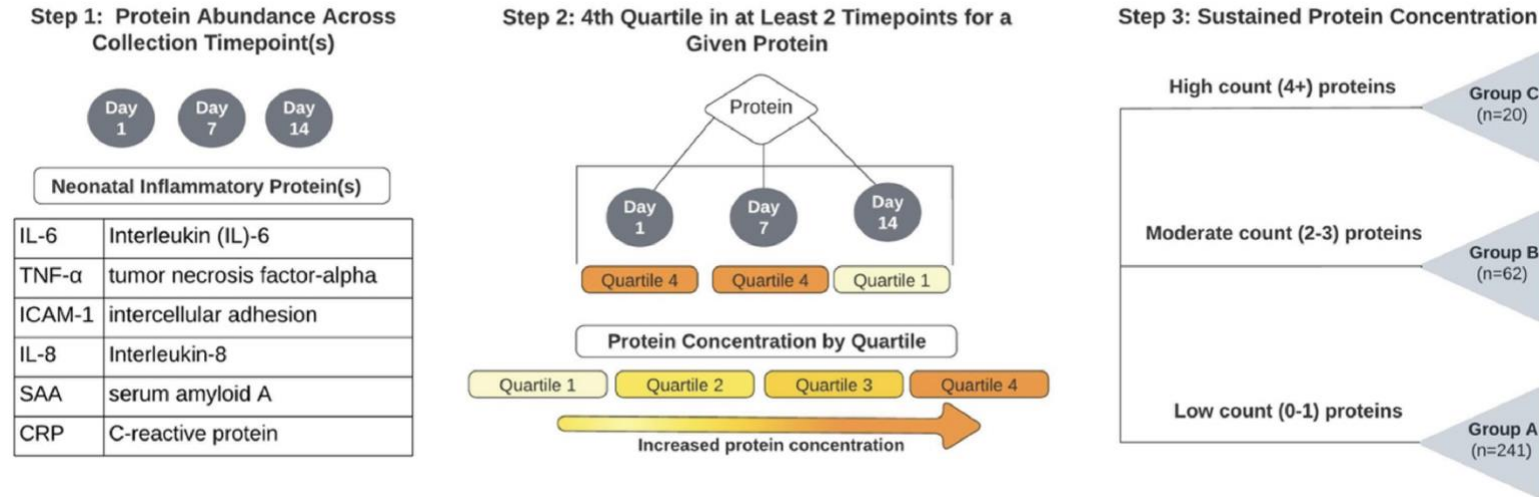 Step 1: Protein Abundance Across
Collection Timepoint(s)
Day
1
Day
7
Day
14
Neonatal Inflammatory Protein(s)
IL-6 Interleukin (IL)-6
TNF-α tumor necrosis factor-alpha
ICAM-1 intercellular adhesion
IL-8 Interleukin-8
SAA serum amyloid A
CRP C-reactive protein
Step 2: 4th Quartile in at Least 2 Timepoints for a
Given Protein
Protein
Day
1
Day
7
Day
14
Quartile 4 Quartile 4 Quartile 1
Protein Concentration by Quartile
Quartile 1 Quartile 2 Quartile 3 Quartile 4
Increased protein concentration
Step 3: Sustained Protein Concentration
High count (4+) proteins
Group C
(n=20)
Moderate count (2-3) proteins
Group B
(n=62)
Low count (0-1) proteins
Group A
(n=241)